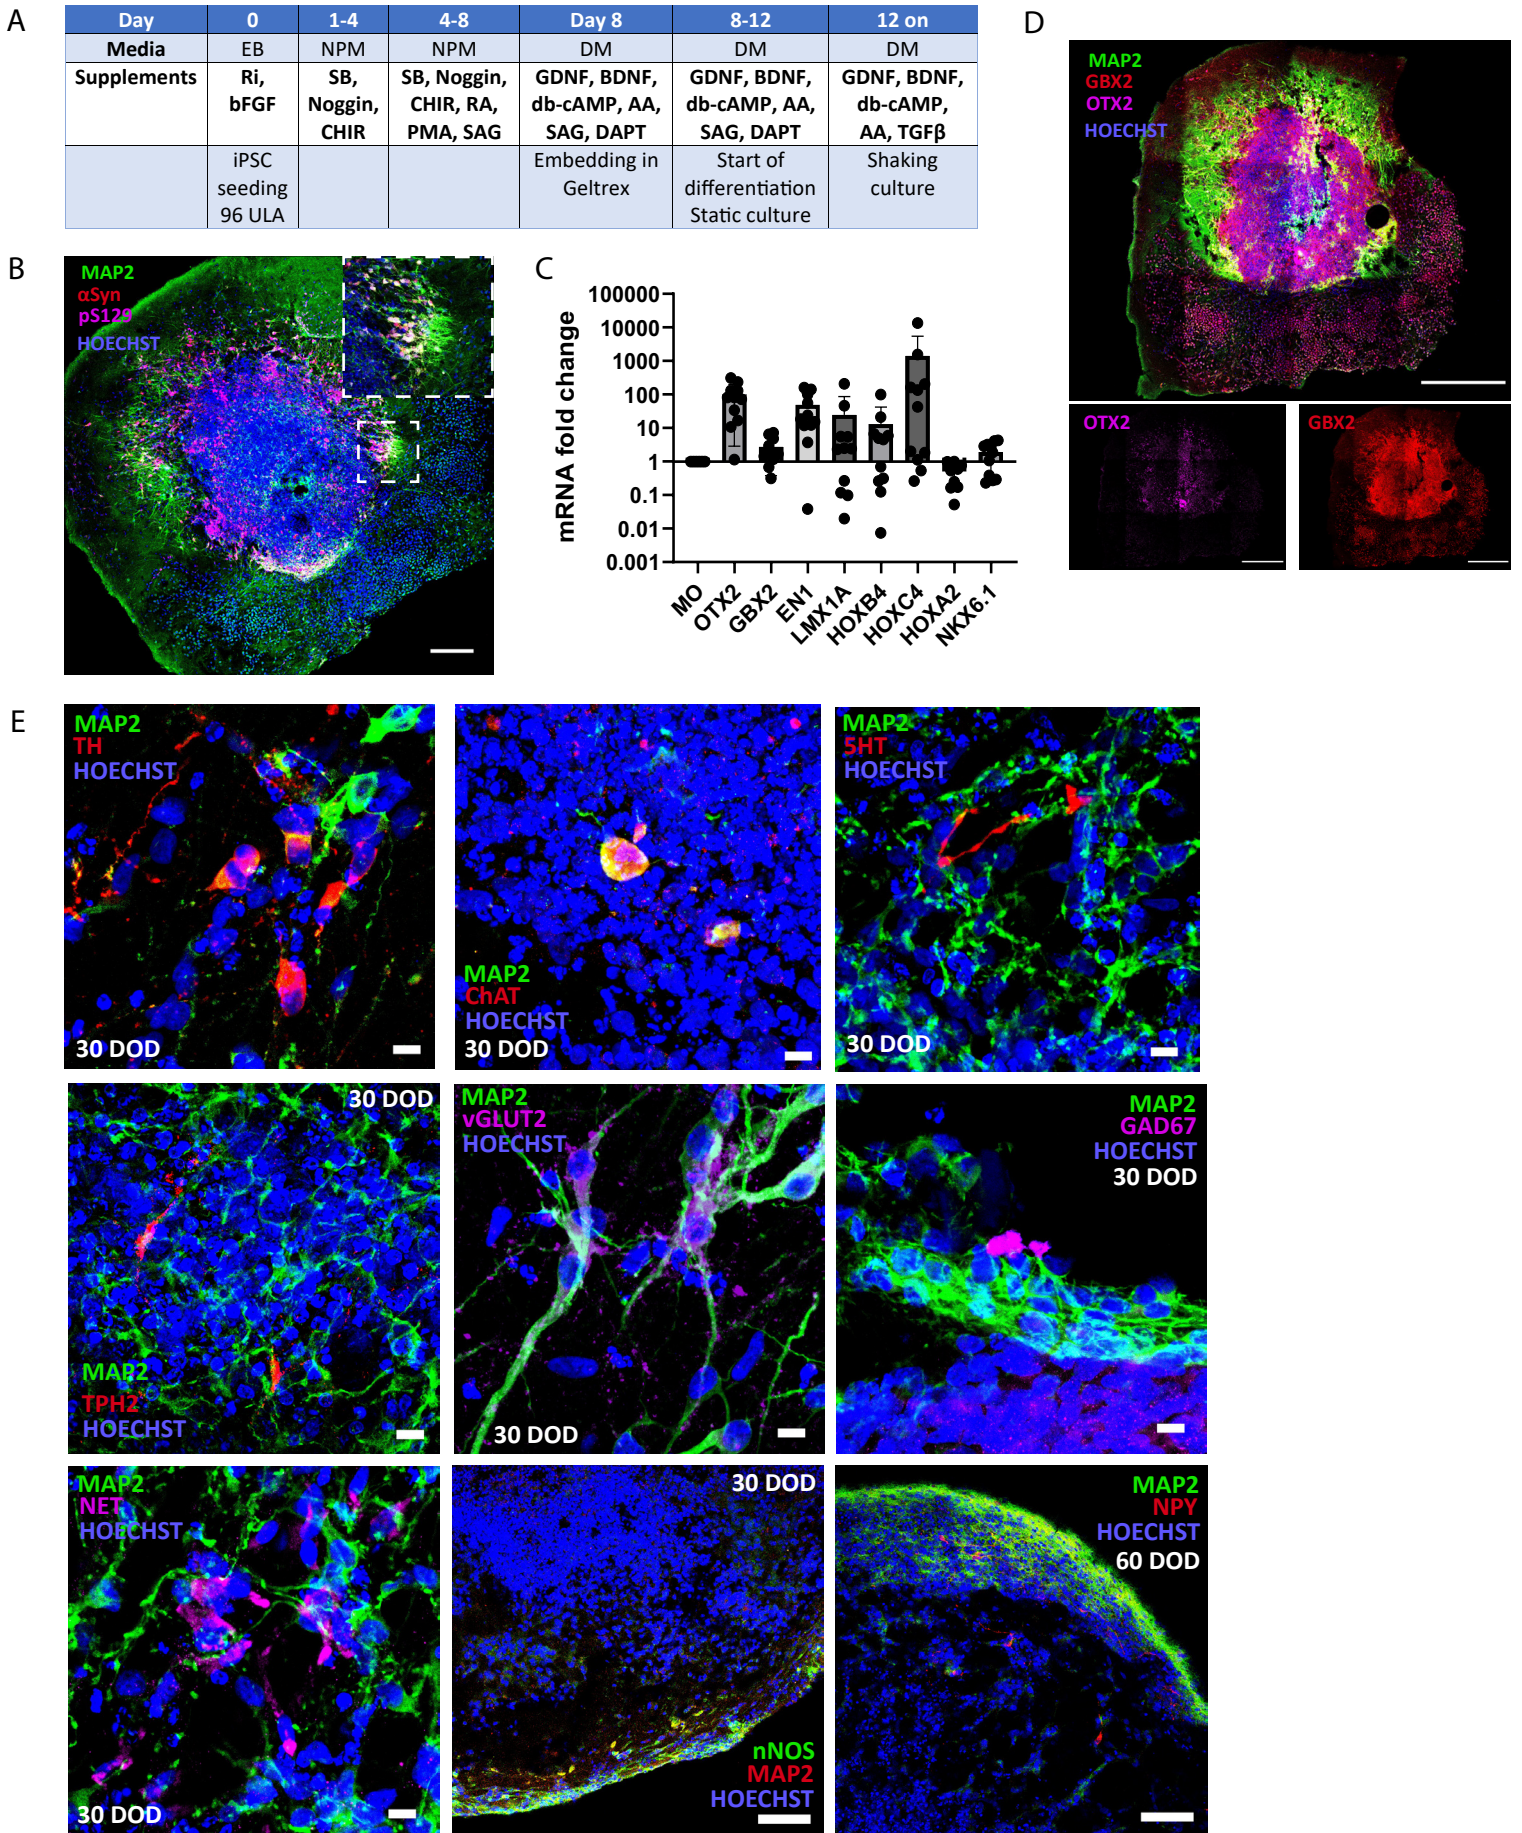 A
Day 0 1-4 4-8 Day 8 8-12 12 on
Media EB NPM NPM DM DM DM
Supplements Ri, bFGF SB, Noggin, CHIR SB, Noggin, CHIR, RA, PMA, SAG GDNF, BDNF, db-cAMP, AA, SAG, DAPT GDNF, BDNF, db-cAMP, AA, SAG, DAPT GDNF, BDNF, db-cAMP, AA, TGFβ
iPSC seeding 96 ULA Embedding in Geltrex Start of differentiation Static culture Shaking culture
B
MAP2
αSyn
pS129
HOECHST
C
mRNA fold change
100000
10000
1000
100
10
1
0.1
0.01
0.001
MO
OTX2
GBX2
EN1
LMX1A
HOXB4
HOXC4
HOXA2
NKX6.1
D
MAP2
GBX2
OTX2
HOECHST
OTX2
GBX2
E
MAP2
TH
HOECHST
30 DOD
MAP2
ChAT
HOECHST
30 DOD
MAP2
5HT
HOECHST
30 DOD
30 DOD
MAP2
TPH2
HOECHST
MAP2
vGLUT2
HOECHST
30 DOD
MAP2
GAD67
HOECHST
30 DOD
MAP2
NET
HOECHST
30 DOD
30 DOD
nNOS
MAP2
HOECHST
MAP2
NPY
HOECHST
60 DOD